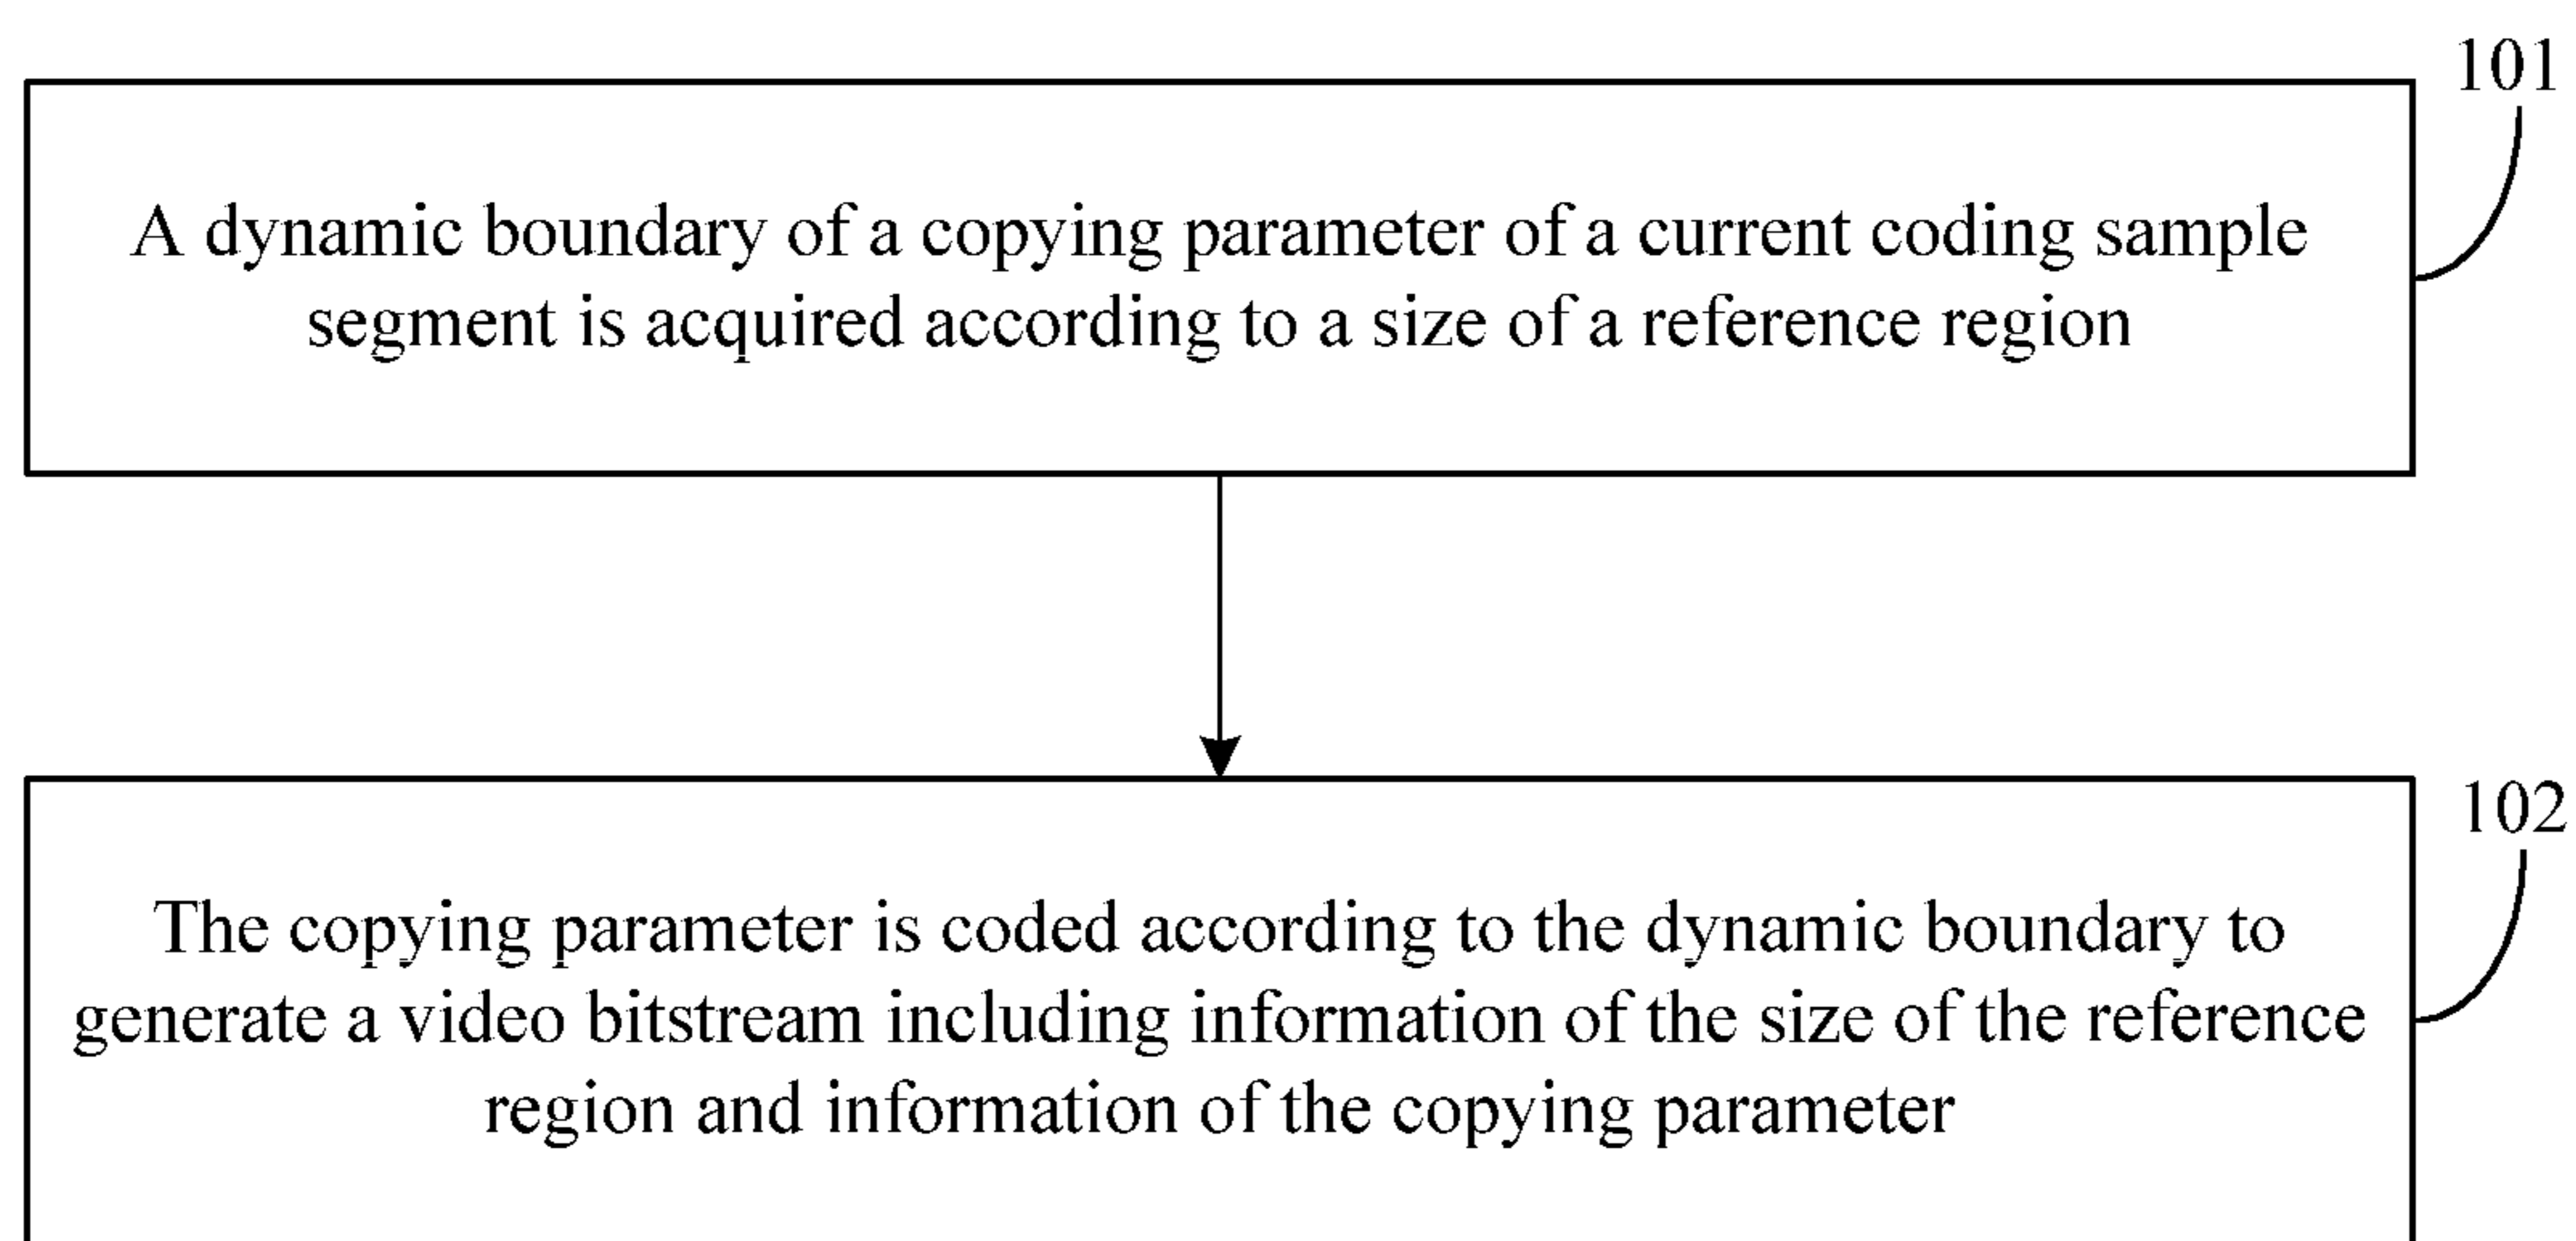 101
A dynamic boundary of a copying parameter of a current coding sample
segment is acquired according to a size of a reference region
102
The copying parameter is coded according to the dynamic boundary to
generate a video bitstream including information of the size of the reference
region and information of the copying parameter